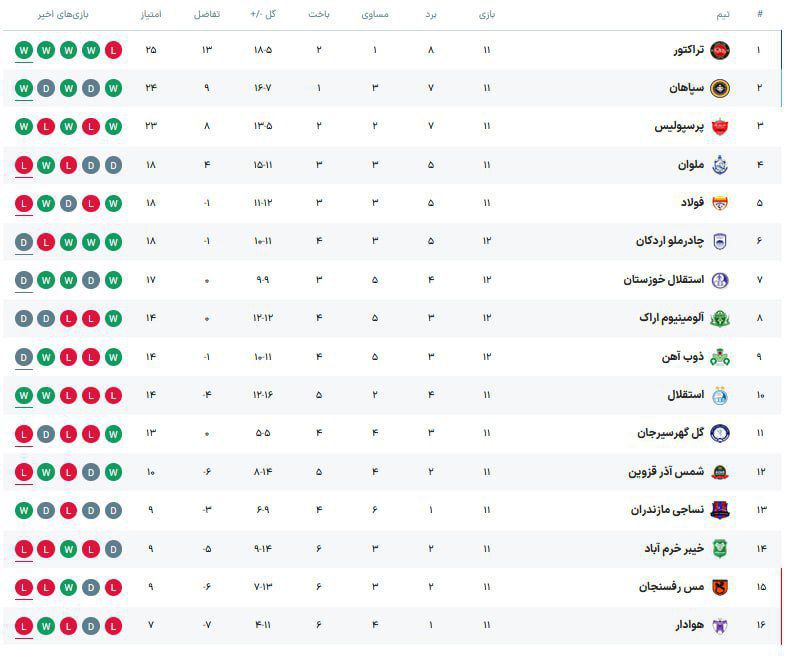 # تیم بازی برد مساوی باخت گل -/+ تفاضل امتیاز بازی‌های اخیر
۱ تراکتور ۱۱ ۸ ۱ ۲ ۱۸-۵ ۱۳ ۲۵ L W W W W
۲ سپاهان ۱۱ ۷ ۳ ۱ ۱۶-۷ ۹ ۲۴ W D W D W
۳ پرسپولیس ۱۱ ۷ ۲ ۲ ۱۳-۵ ۸ ۲۳ W L W L W
۴ ملوان ۱۱ ۵ ۳ ۳ ۱۵-۱۱ ۴ ۱۸ D D L W L
۵ فولاد ۱۱ ۵ ۳ ۳ ۱۱-۱۲ -۱ ۱۸ W L D W L
۶ چادرملو اردکان ۱۲ ۵ ۳ ۴ ۱۰-۱۱ -۱ ۱۸ W W W L D
۷ استقلال خوزستان ۱۲ ۴ ۵ ۳ ۹-۹ ۰ ۱۷ W D W W D
۸ آلومینیوم اراک ۱۲ ۳ ۵ ۴ ۱۲-۱۲ ۰ ۱۴ W L L D D
۹ ذوب آهن ۱۲ ۳ ۵ ۴ ۱۰-۱۱ -۱ ۱۴ W L L W D
۱۰ استقلال ۱۱ ۴ ۲ ۵ ۱۲-۱۶ -۴ ۱۴ L L L W W
۱۱ گل گهرسیرجان ۱۱ ۳ ۴ ۴ ۵-۵ ۰ ۱۳ W L L D L
۱۲ شمس آذر قزوین ۱۱ ۲ ۴ ۵ ۸-۱۴ -۶ ۱۰ W D L W L
۱۳ نساجی مازندران ۱۱ ۱ ۶ ۴ ۶-۹ -۳ ۹ D D L D W
۱۴ خیبر خرم آباد ۱۱ ۲ ۳ ۶ ۹-۱۴ -۵ ۹ D L W L L
۱۵ مس رفسنجان ۱۱ ۲ ۳ ۶ ۷-۱۳ -۶ ۹ L D W L L
۱۶ هوادار ۱۱ ۱ ۴ ۶ ۴-۱۱ -۷ ۷ L D L W L